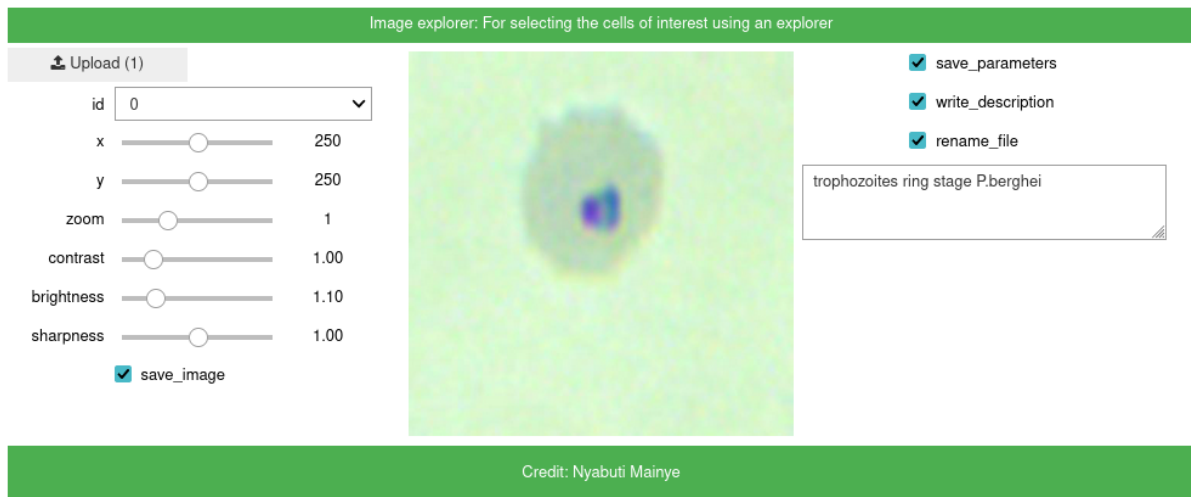 Image explorer: For selecting the cells of interest using an explorer
Upload (1)
id 0
x 250
y 250
zoom 1
contrast 1.00
brightness 1.10
sharpness 1.00
save_image
save_parameters
write_description
rename_file
trophozoites ring stage P.berghei
Credit: Nyabuti Mainye